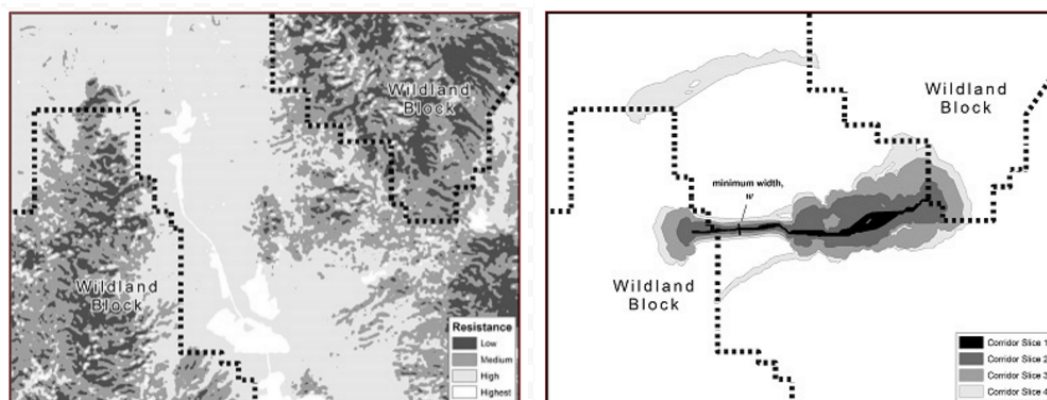 Wildland
Block
Wildland
Block
Resistance
Low
Medium
High
Highest
Wildland
Block
minimum width,
w
Wildland
Block
Corridor Slice 1
Corridor Slice 2
Corridor Slice 3
Corridor Slice 4